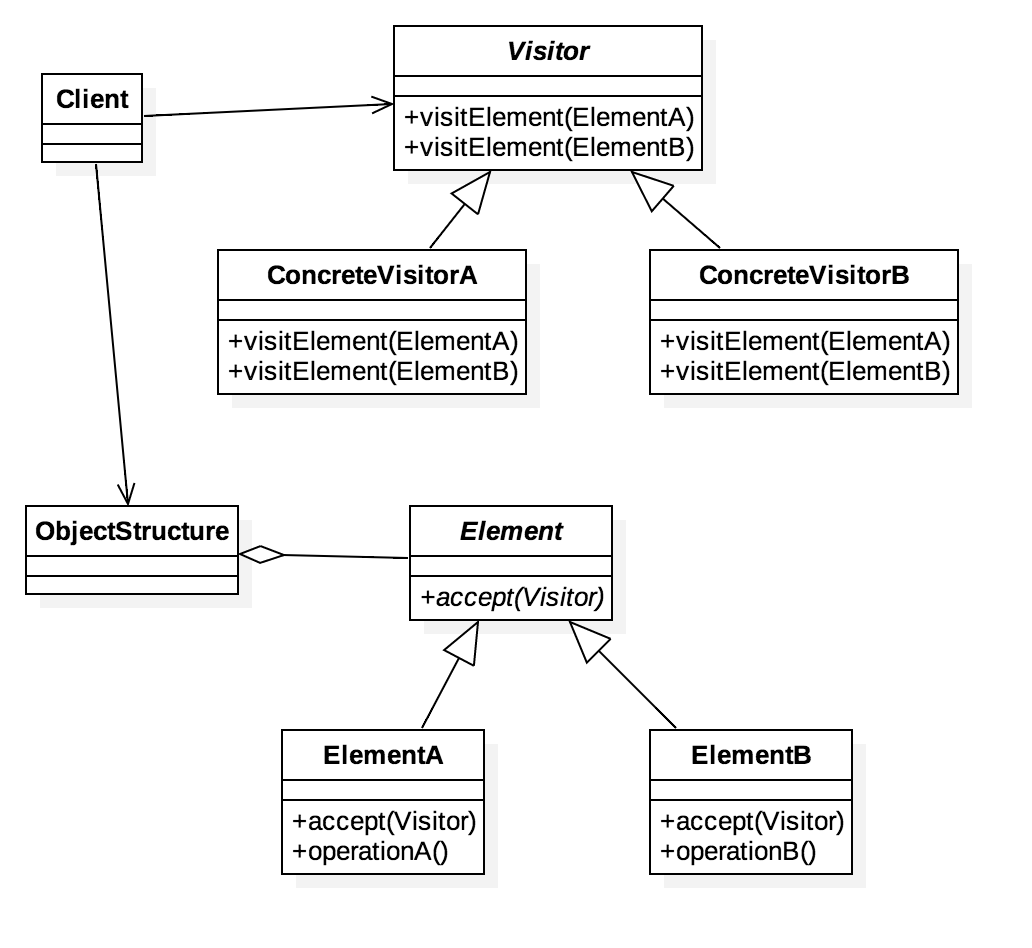 Visitor
+visitElement(ElementA)
+visitElement(ElementB)
Client
ConcreteVisitorA
+visitElement(ElementA)
+visitElement(ElementB)
ConcreteVisitorB
+visitElement(ElementA)
+visitElement(ElementB)
ObjectStructure
Element
+accept(Visitor)
ElementA
+accept(Visitor)
+operationA()
ElementB
+accept(Visitor)
+operationB()